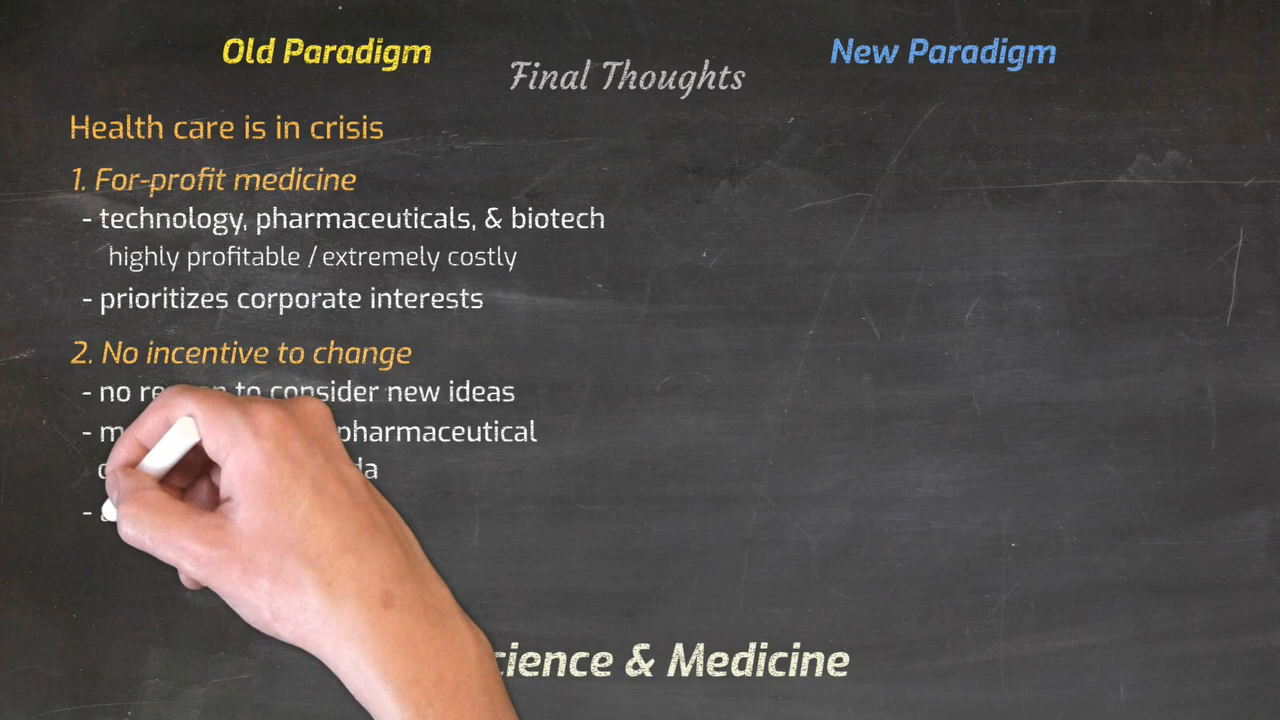 Old Paradigm
New Paradigm
Final Thoughts
Health care is in crisis
1. For-profit medicine
- technology, pharmaceuticals, & biotech
highly profitable / extremely costly
- prioritizes corporate interests
2. No incentive to change
- no to consider new ideas
- pharmaceutical
-
& Medicine